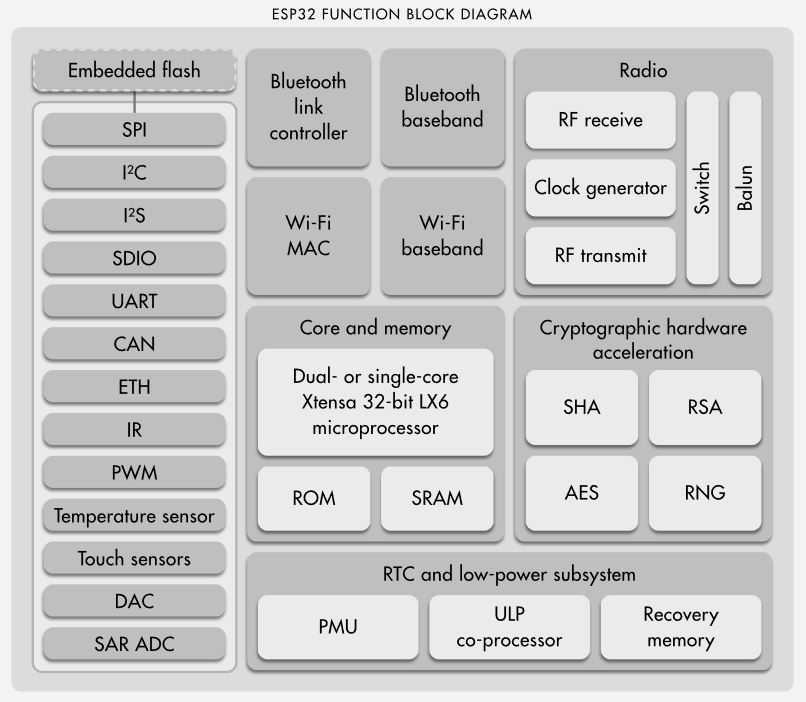 ESP32 FUNCTION BLOCK DIAGRAM
Embedded flash
SPI
I²C
I²S
SDIO
UART
CAN
ETH
IR
PWM
Temperature sensor
Touch sensors
DAC
SAR ADC
Bluetooth
link
controller
Bluetooth
baseband
Wi-Fi
MAC
Wi-Fi
baseband
Radio
RF receive
Clock generator
RF transmit
Switch
Balun
Core and memory
Dual- or single-core
Xtensa 32-bit LX6
microprocessor
ROM
SRAM
Cryptographic hardware
acceleration
SHA
RSA
AES
RNG
RTC and low-power subsystem
PMU
ULP
co-processor
Recovery
memory